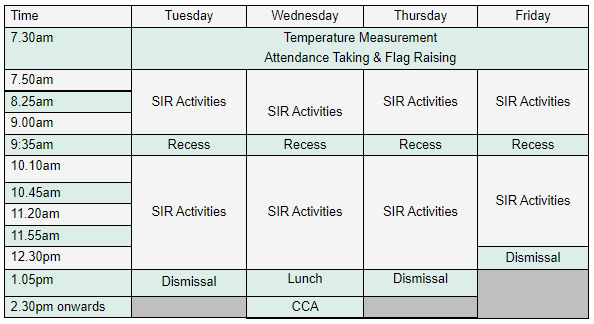 Time Tuesday Wednesday Thursday Friday
7.30am Temperature Measurement
Attendance Taking & Flag Raising
7.50am
8.25am SIR Activities SIR Activities SIR Activities SIR Activities
9.00am
9:35am Recess Recess Recess Recess
10.10am
10.45am
11.20am SIR Activities SIR Activities SIR Activities SIR Activities
11.55am
12.30pm Dismissal
1.05pm Dismissal Lunch Dismissal
2.30pm onwards CCA